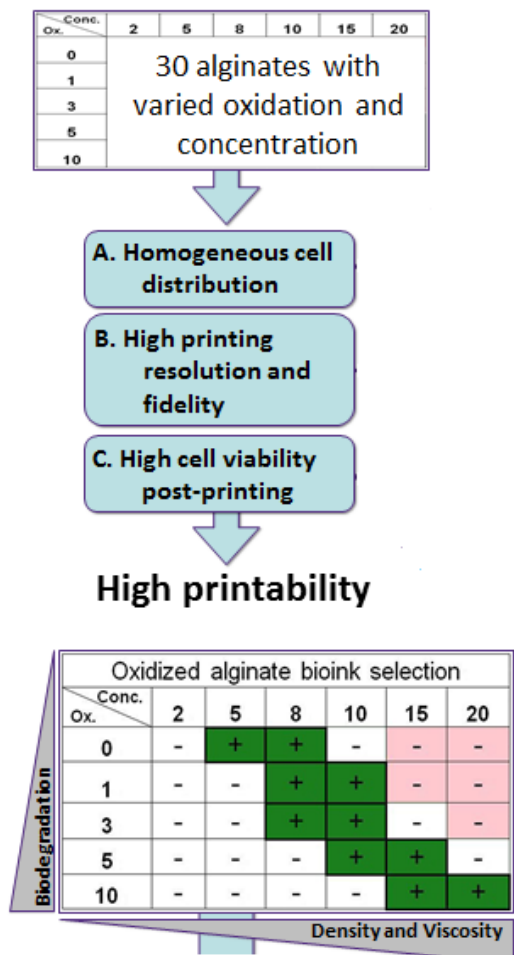 Conc.
Ox. 2 5 8 10 15 20
0
1
3
5
10
30 alginates with
varied oxidation and
concentration
A. Homogeneous cell
distribution
B. High printing
resolution and
fidelity
C. High cell viability
post-printing
High printability
Oxidized alginate bioink selection
Conc.
Ox. 2 5 8 10 15 20
0 - + + - - -
1 - - + + - -
3 - - + + - -
5 - - - + + -
10 - - - - + +
Biodegradation
Density and Viscosity